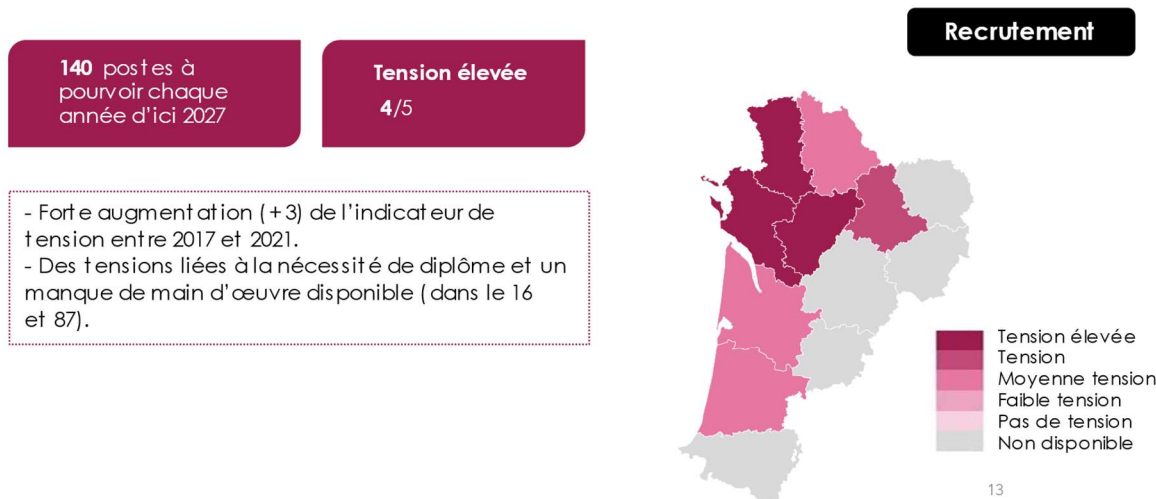 Recrutement
140 postes à
pourvoir chaque
année d'ici 2027
Tension élevée
4/5
- Forte augmentation (+3) de l'indicateur de
tension entre 2017 et 2021.
- Des tensions liées à la nécessité de diplôme et un
manque de main d'œuvre disponible (dans le 16
et 87).
Tension élevée
Tension
Moyenne tension
Faible tension
Pas de tension
Non disponible
13